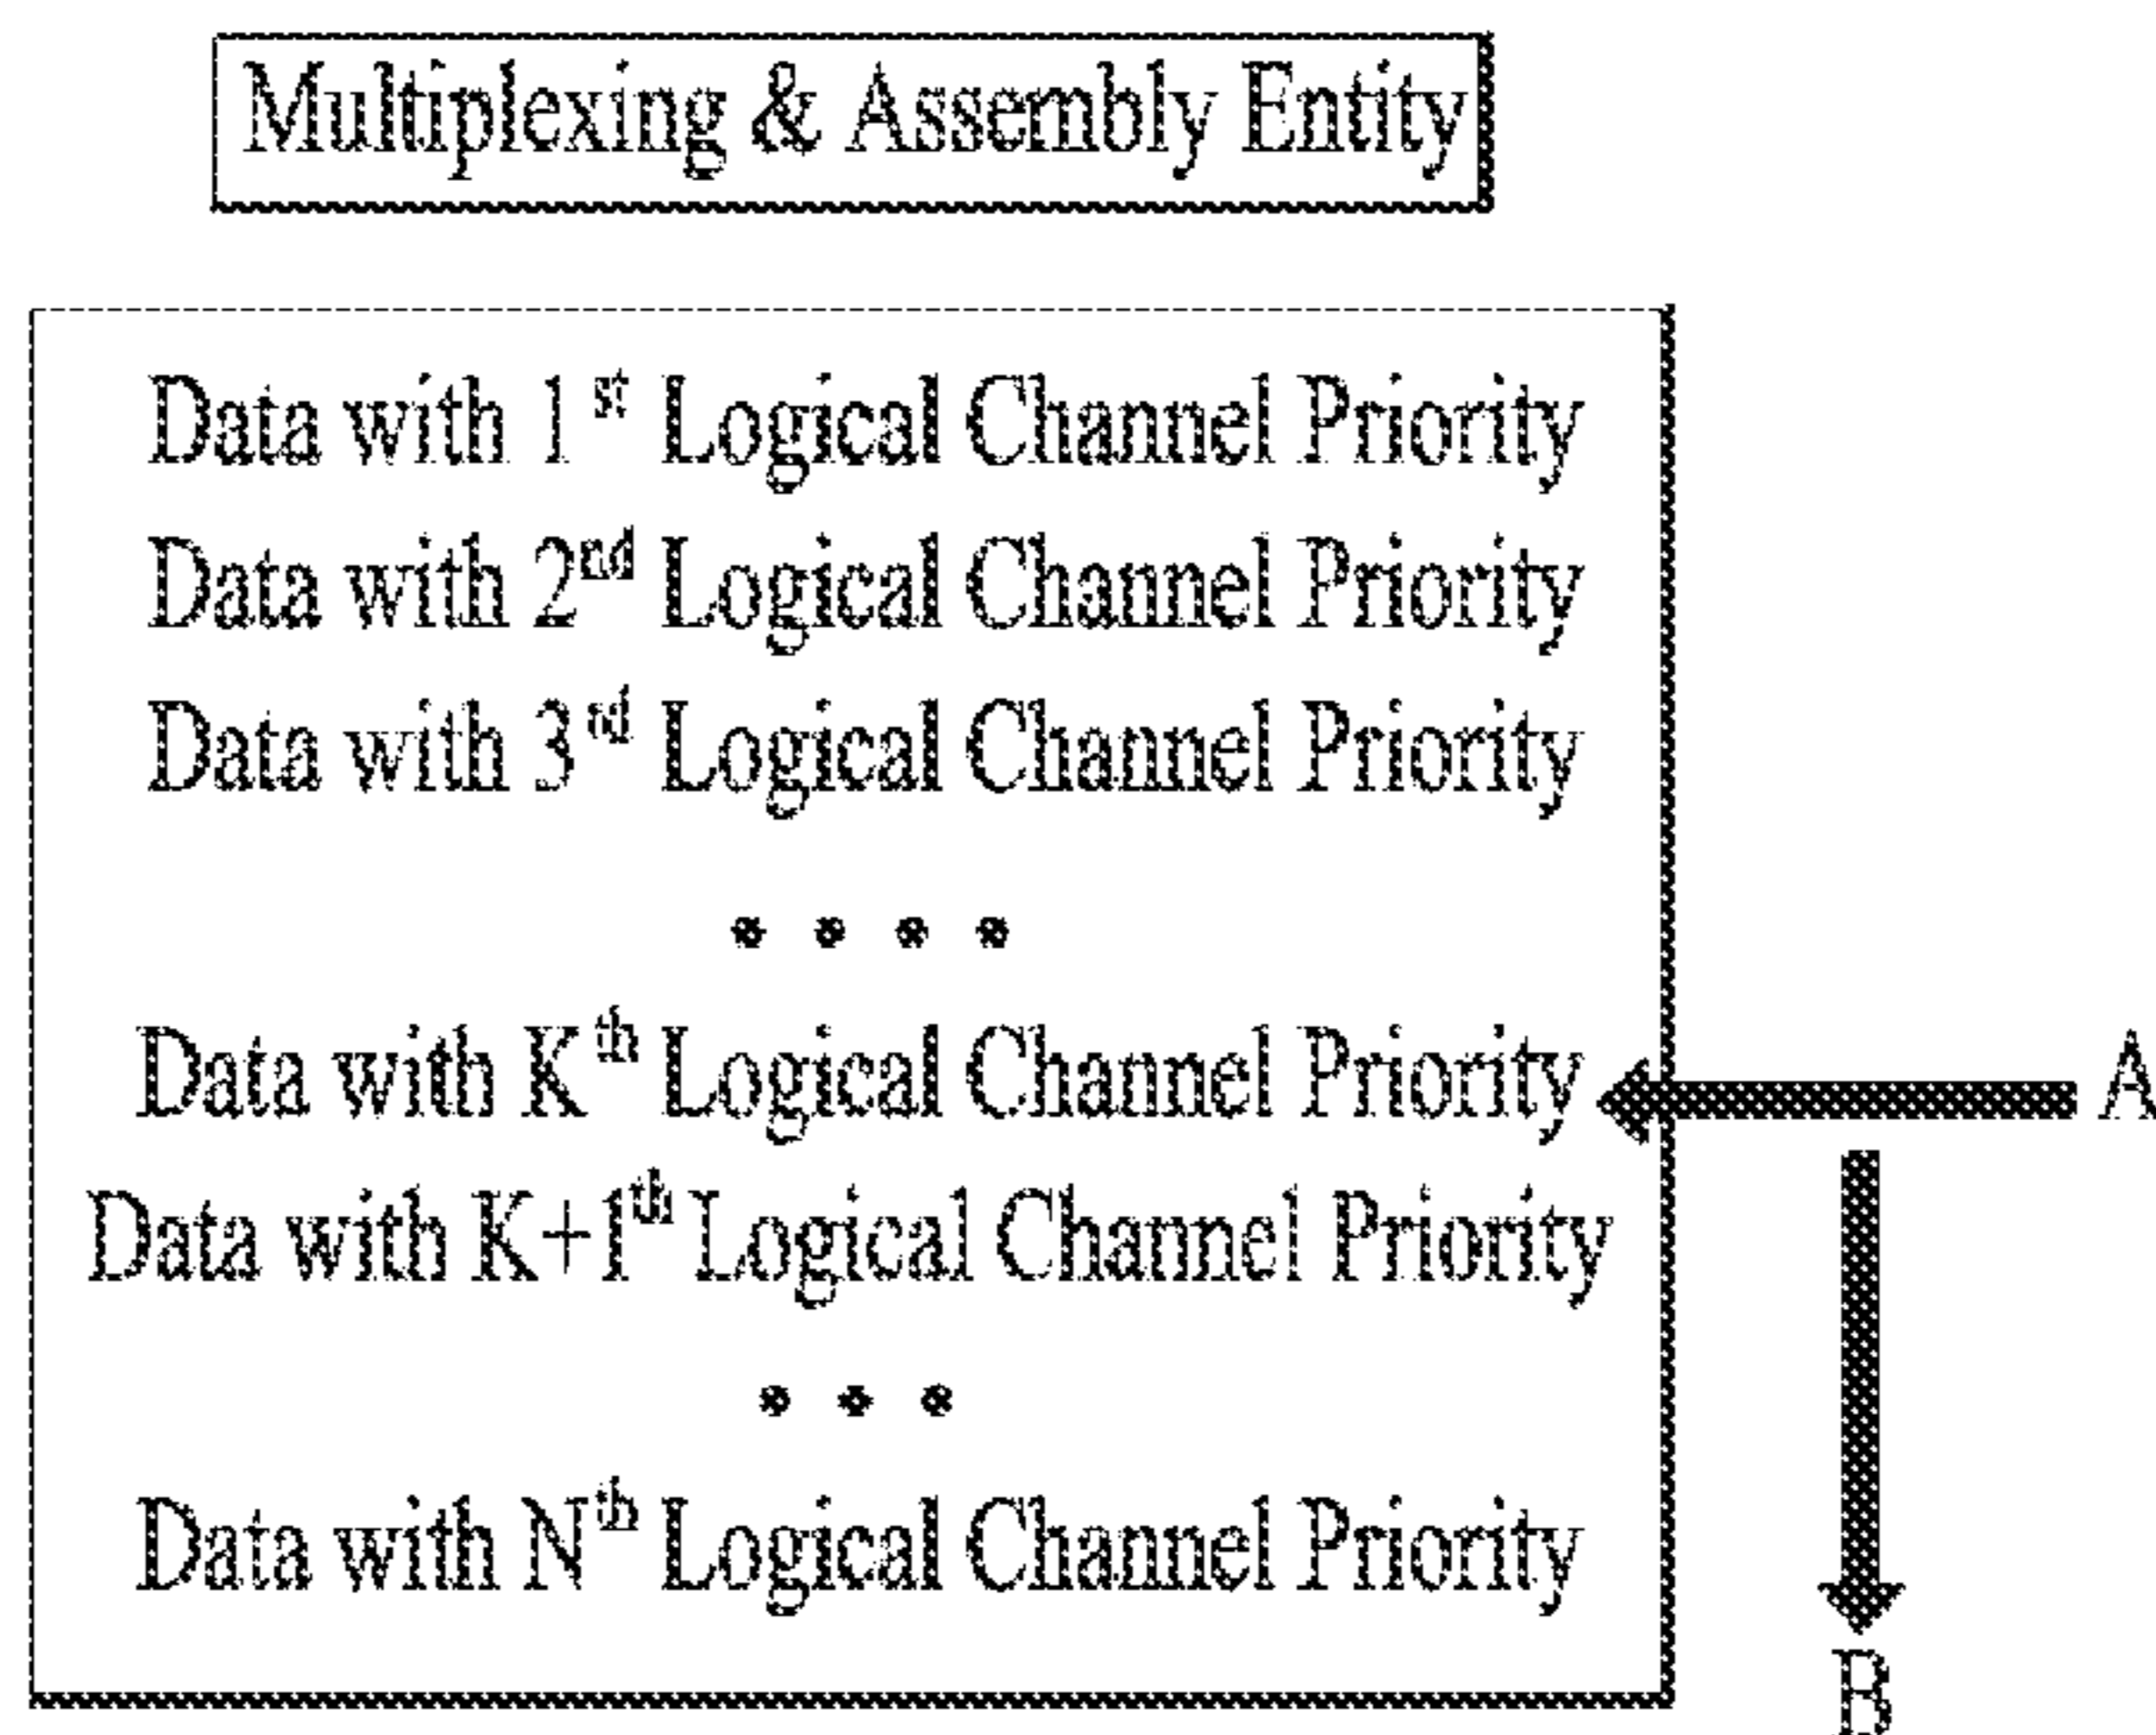 Multiplexing & Assembly Entity
Data with 1st Logical Channel Priority
Data with 2nd Logical Channel Priority
Data with 3rd Logical Channel Priority
• • • •
Data with Kth Logical Channel Priority
A
Data with K+1th Logical Channel Priority
• • •
Data with Nth Logical Channel Priority
B